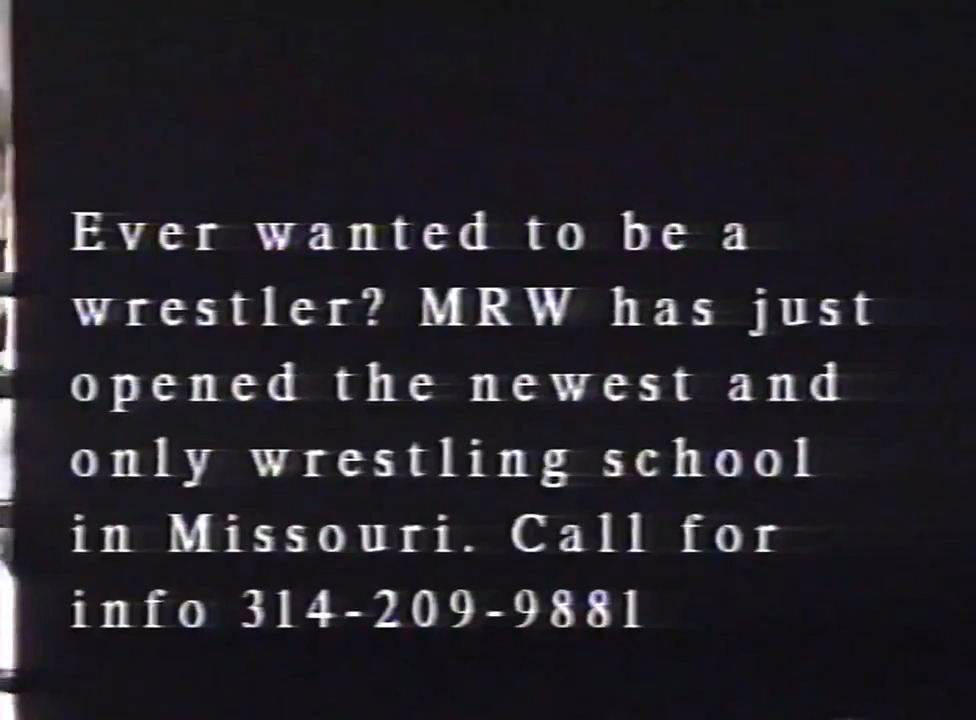 Ever wanted to be a
wrestler? MRW has just
opened the newest and
only wrestling school
in Missouri. Call for
info 314-209-9881